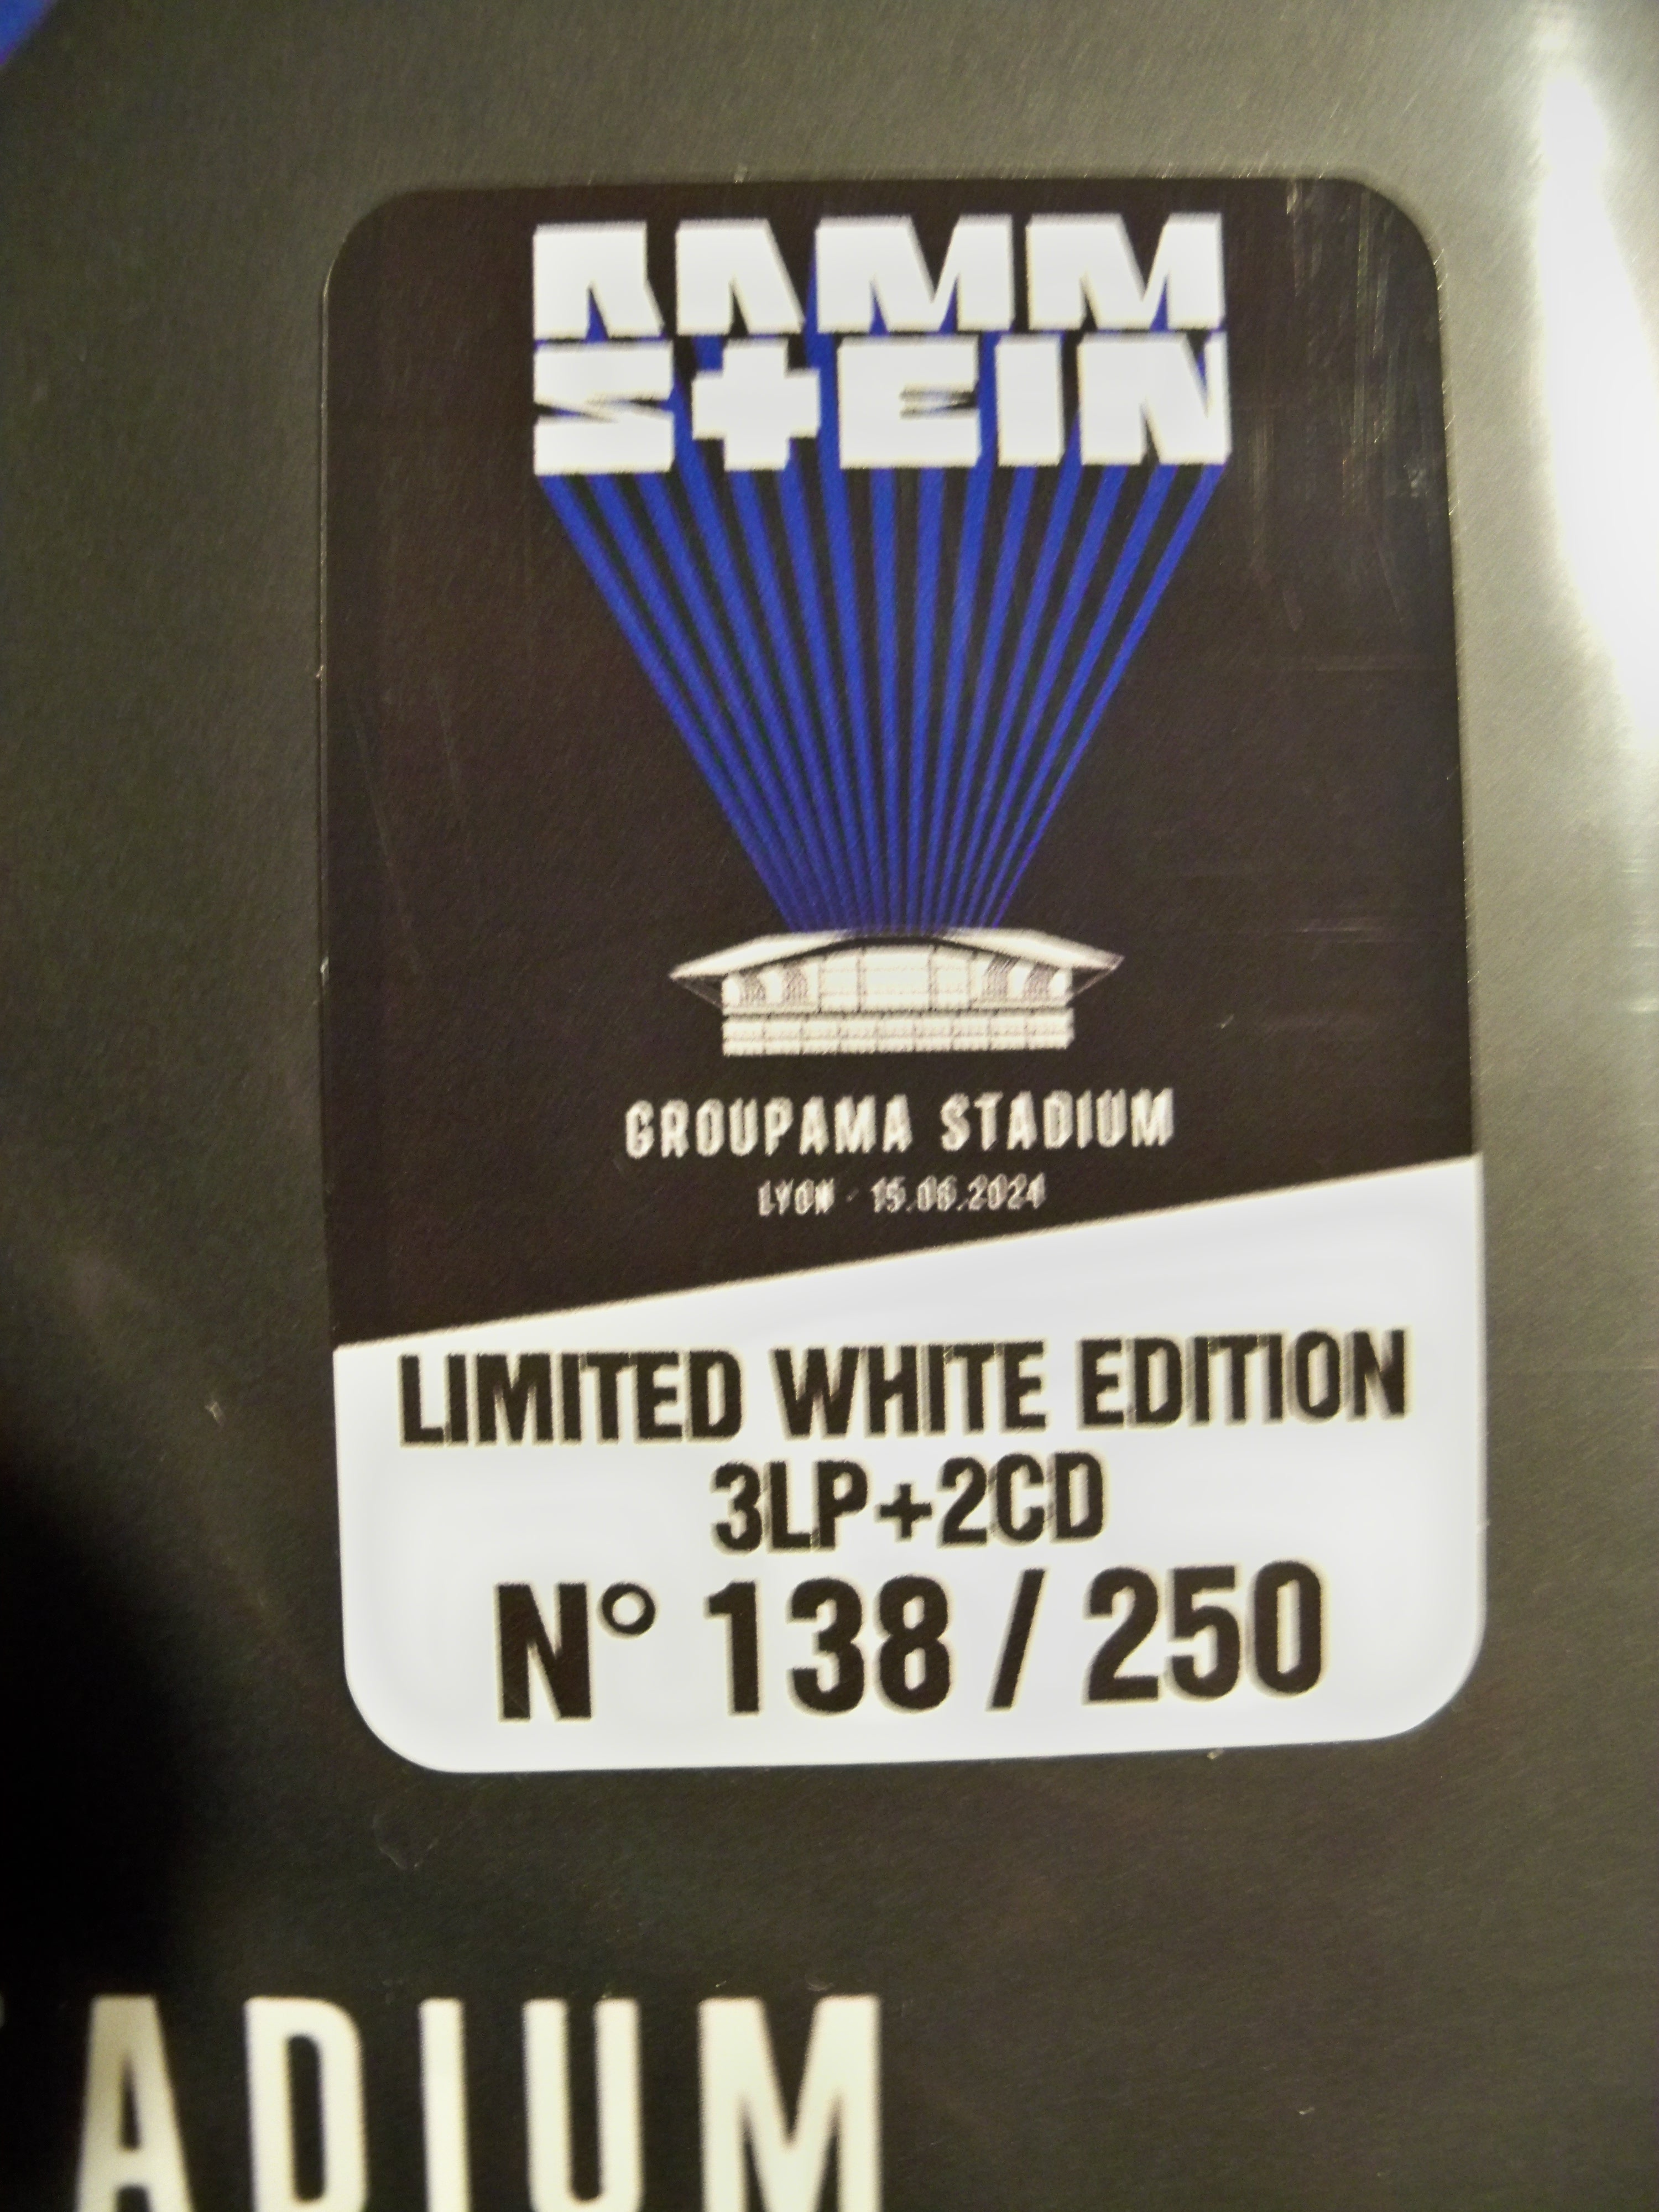 RAMM
STEIN
GROUPAMA STADIUM
LYON - 15.06.2024
LIMITED WHITE EDITION
3LP+2CD
N° 138 / 250
ADIUM